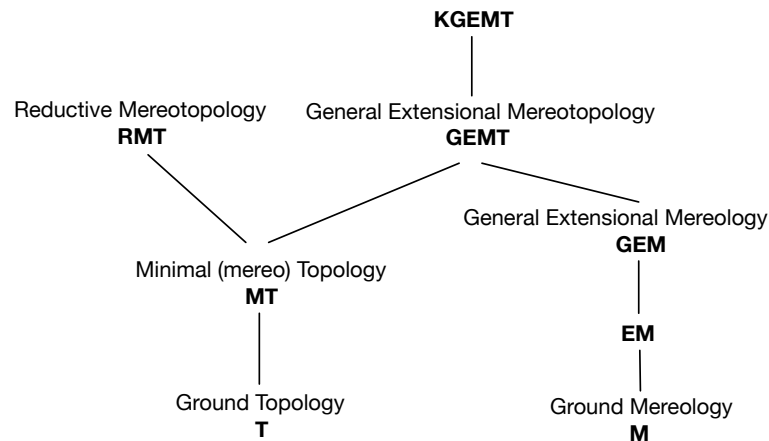 KGEMT
Reductive Mereotopology
RMT
General Extensional Mereotopology
GEMT
General Extensional Mereology
GEM
Minimal (mereo) Topology
MT
EM
Ground Topology
T
Ground Mereology
M